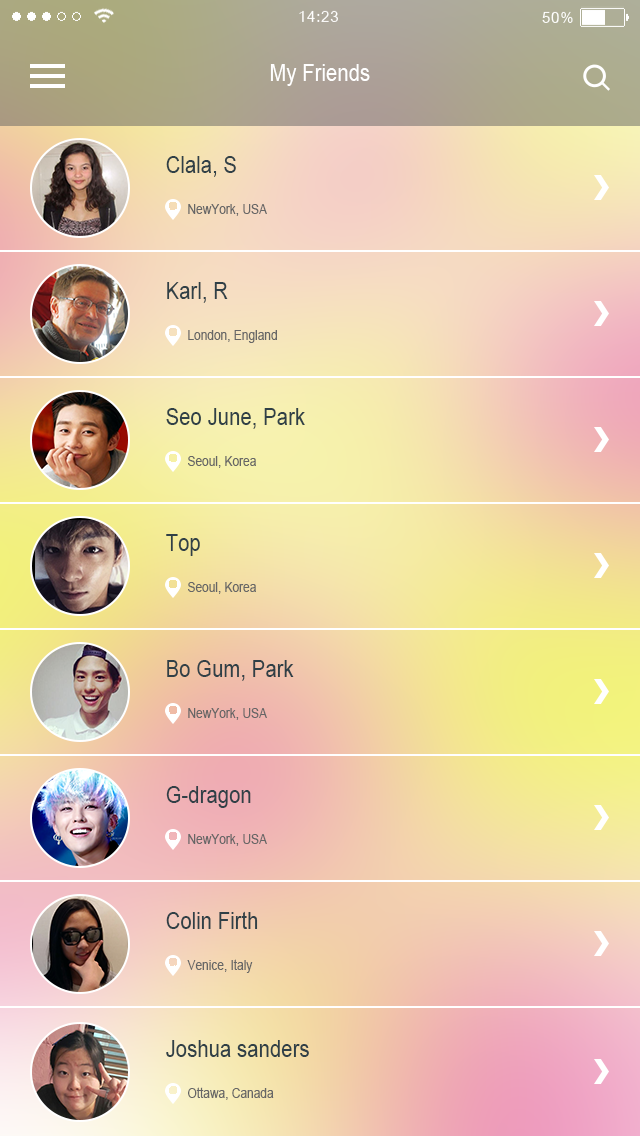 14:23
50%
My Friends
Clala, S
NewYork, USA
Karl, R
London, England
Seo June, Park
Seoul, Korea
Top
Seoul, Korea
Bo Gum, Park
NewYork, USA
G-dragon
NewYork, USA
Colin Firth
Venice, Italy
Joshua sanders
Ottawa, Canada